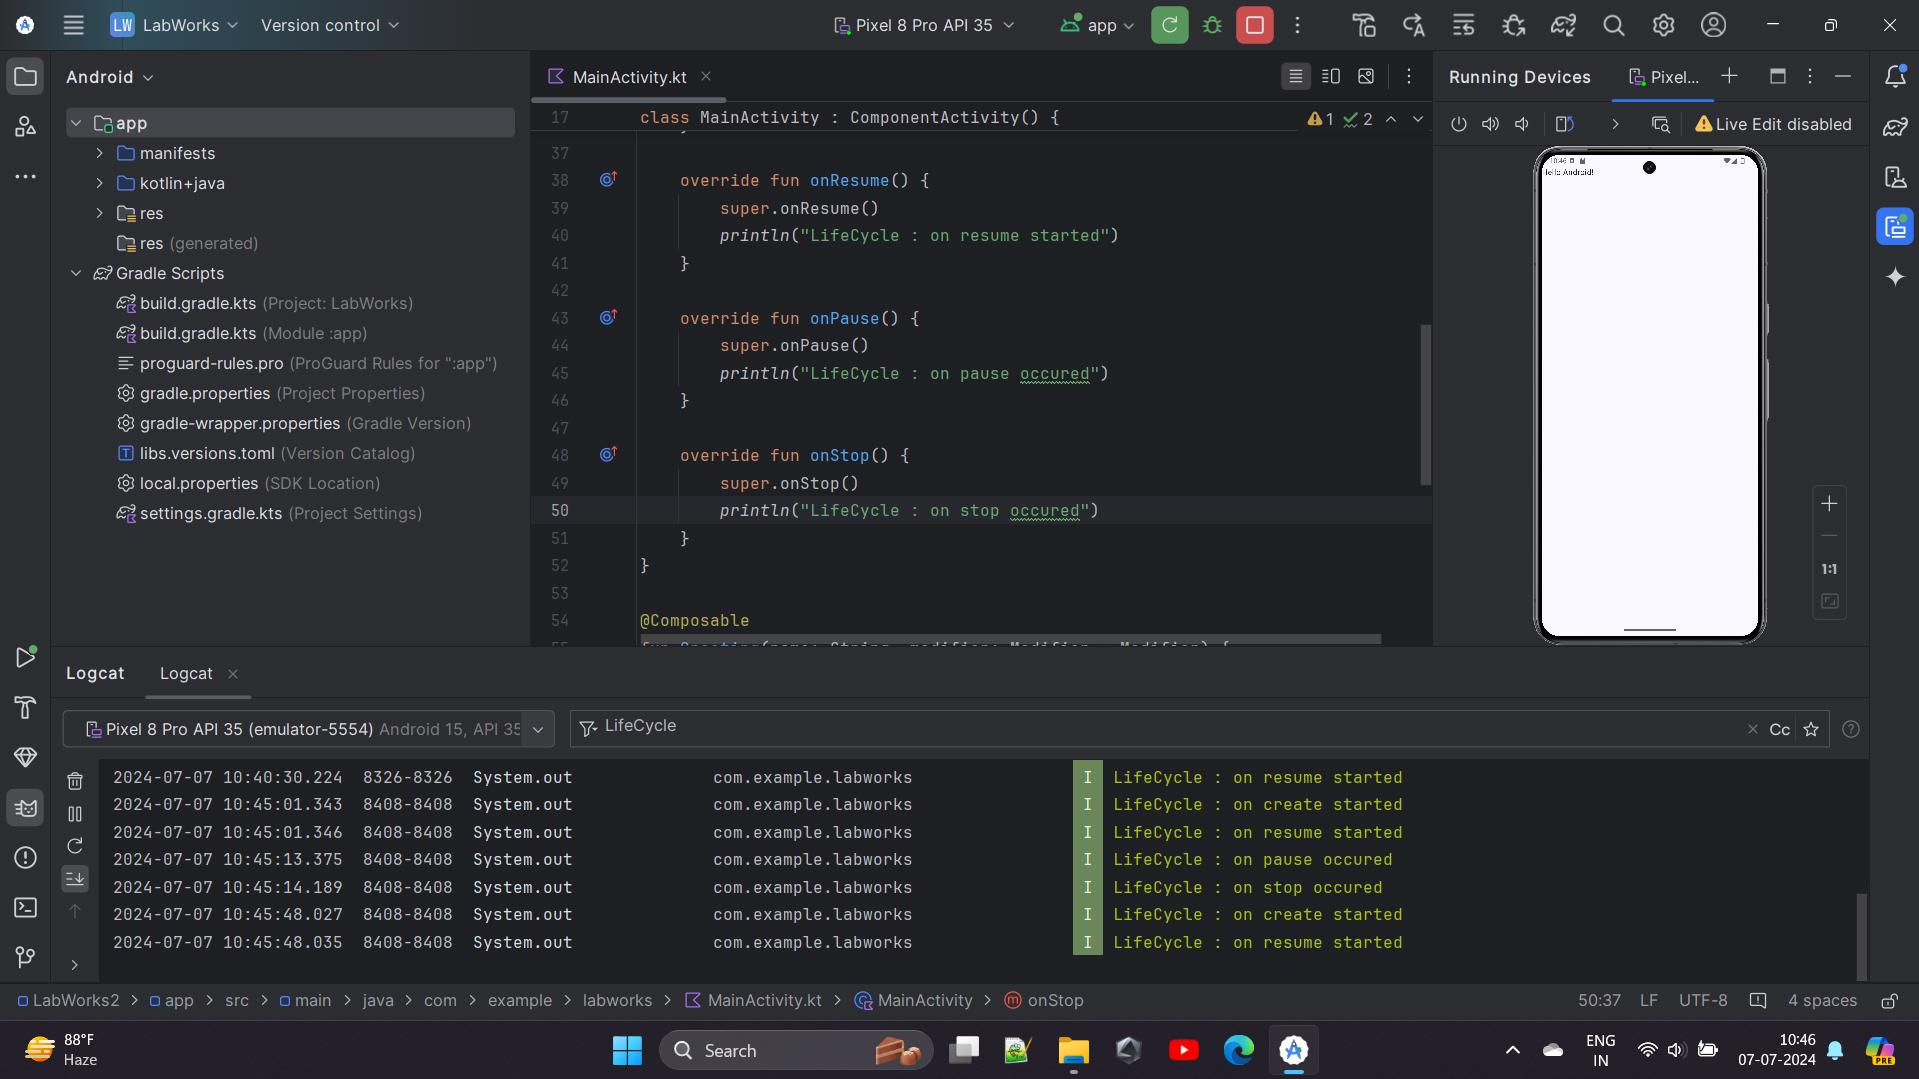 LW LabWorks Version control Pixel 8 Pro API 35 app
Android
app
manifests
kotlin+java
res
res (generated)
Gradle Scripts
build.gradle.kts (Project: LabWorks)
build.gradle.kts (Module :app)
proguard-rules.pro (ProGuard Rules for ":app")
gradle.properties (Project Properties)
gradle-wrapper.properties (Gradle Version)
libs.versions.toml (Version Catalog)
local.properties (SDK Location)
settings.gradle.kts (Project Settings)
MainActivity.kt
17 class MainActivity : ComponentActivity() { 1 2
37
38 override fun onResume() {
39 super.onResume()
40 println("LifeCycle : on resume started")
41 }
42
43 override fun onPause() {
44 super.onPause()
45 println("LifeCycle : on pause occured")
46 }
47
48 override fun onStop() {
49 super.onStop()
50 println("LifeCycle : on stop occured")
51 }
52 }
53
54 @Composable
Running Devices Pixel...
Live Edit disabled
10:46
Hello Android!
1:1
Logcat Logcat
Pixel 8 Pro API 35 (emulator-5554) Android 15, API 35 LifeCycle Cc
2024-07-07 10:40:30.224 8326-8326 System.out com.example.labworks I LifeCycle : on resume started
2024-07-07 10:45:01.343 8408-8408 System.out com.example.labworks I LifeCycle : on create started
2024-07-07 10:45:01.346 8408-8408 System.out com.example.labworks I LifeCycle : on resume started
2024-07-07 10:45:13.375 8408-8408 System.out com.example.labworks I LifeCycle : on pause occured
2024-07-07 10:45:14.189 8408-8408 System.out com.example.labworks I LifeCycle : on stop occured
2024-07-07 10:45:48.027 8408-8408 System.out com.example.labworks I LifeCycle : on create started
2024-07-07 10:45:48.035 8408-8408 System.out com.example.labworks I LifeCycle : on resume started
LabWorks2 > app > src > main > java > com > example > labworks > MainActivity.kt > MainActivity > onStop 50:37 LF UTF-8 4 spaces
88°F
Haze
Search
ENG
IN
10:46
07-07-2024
PRE